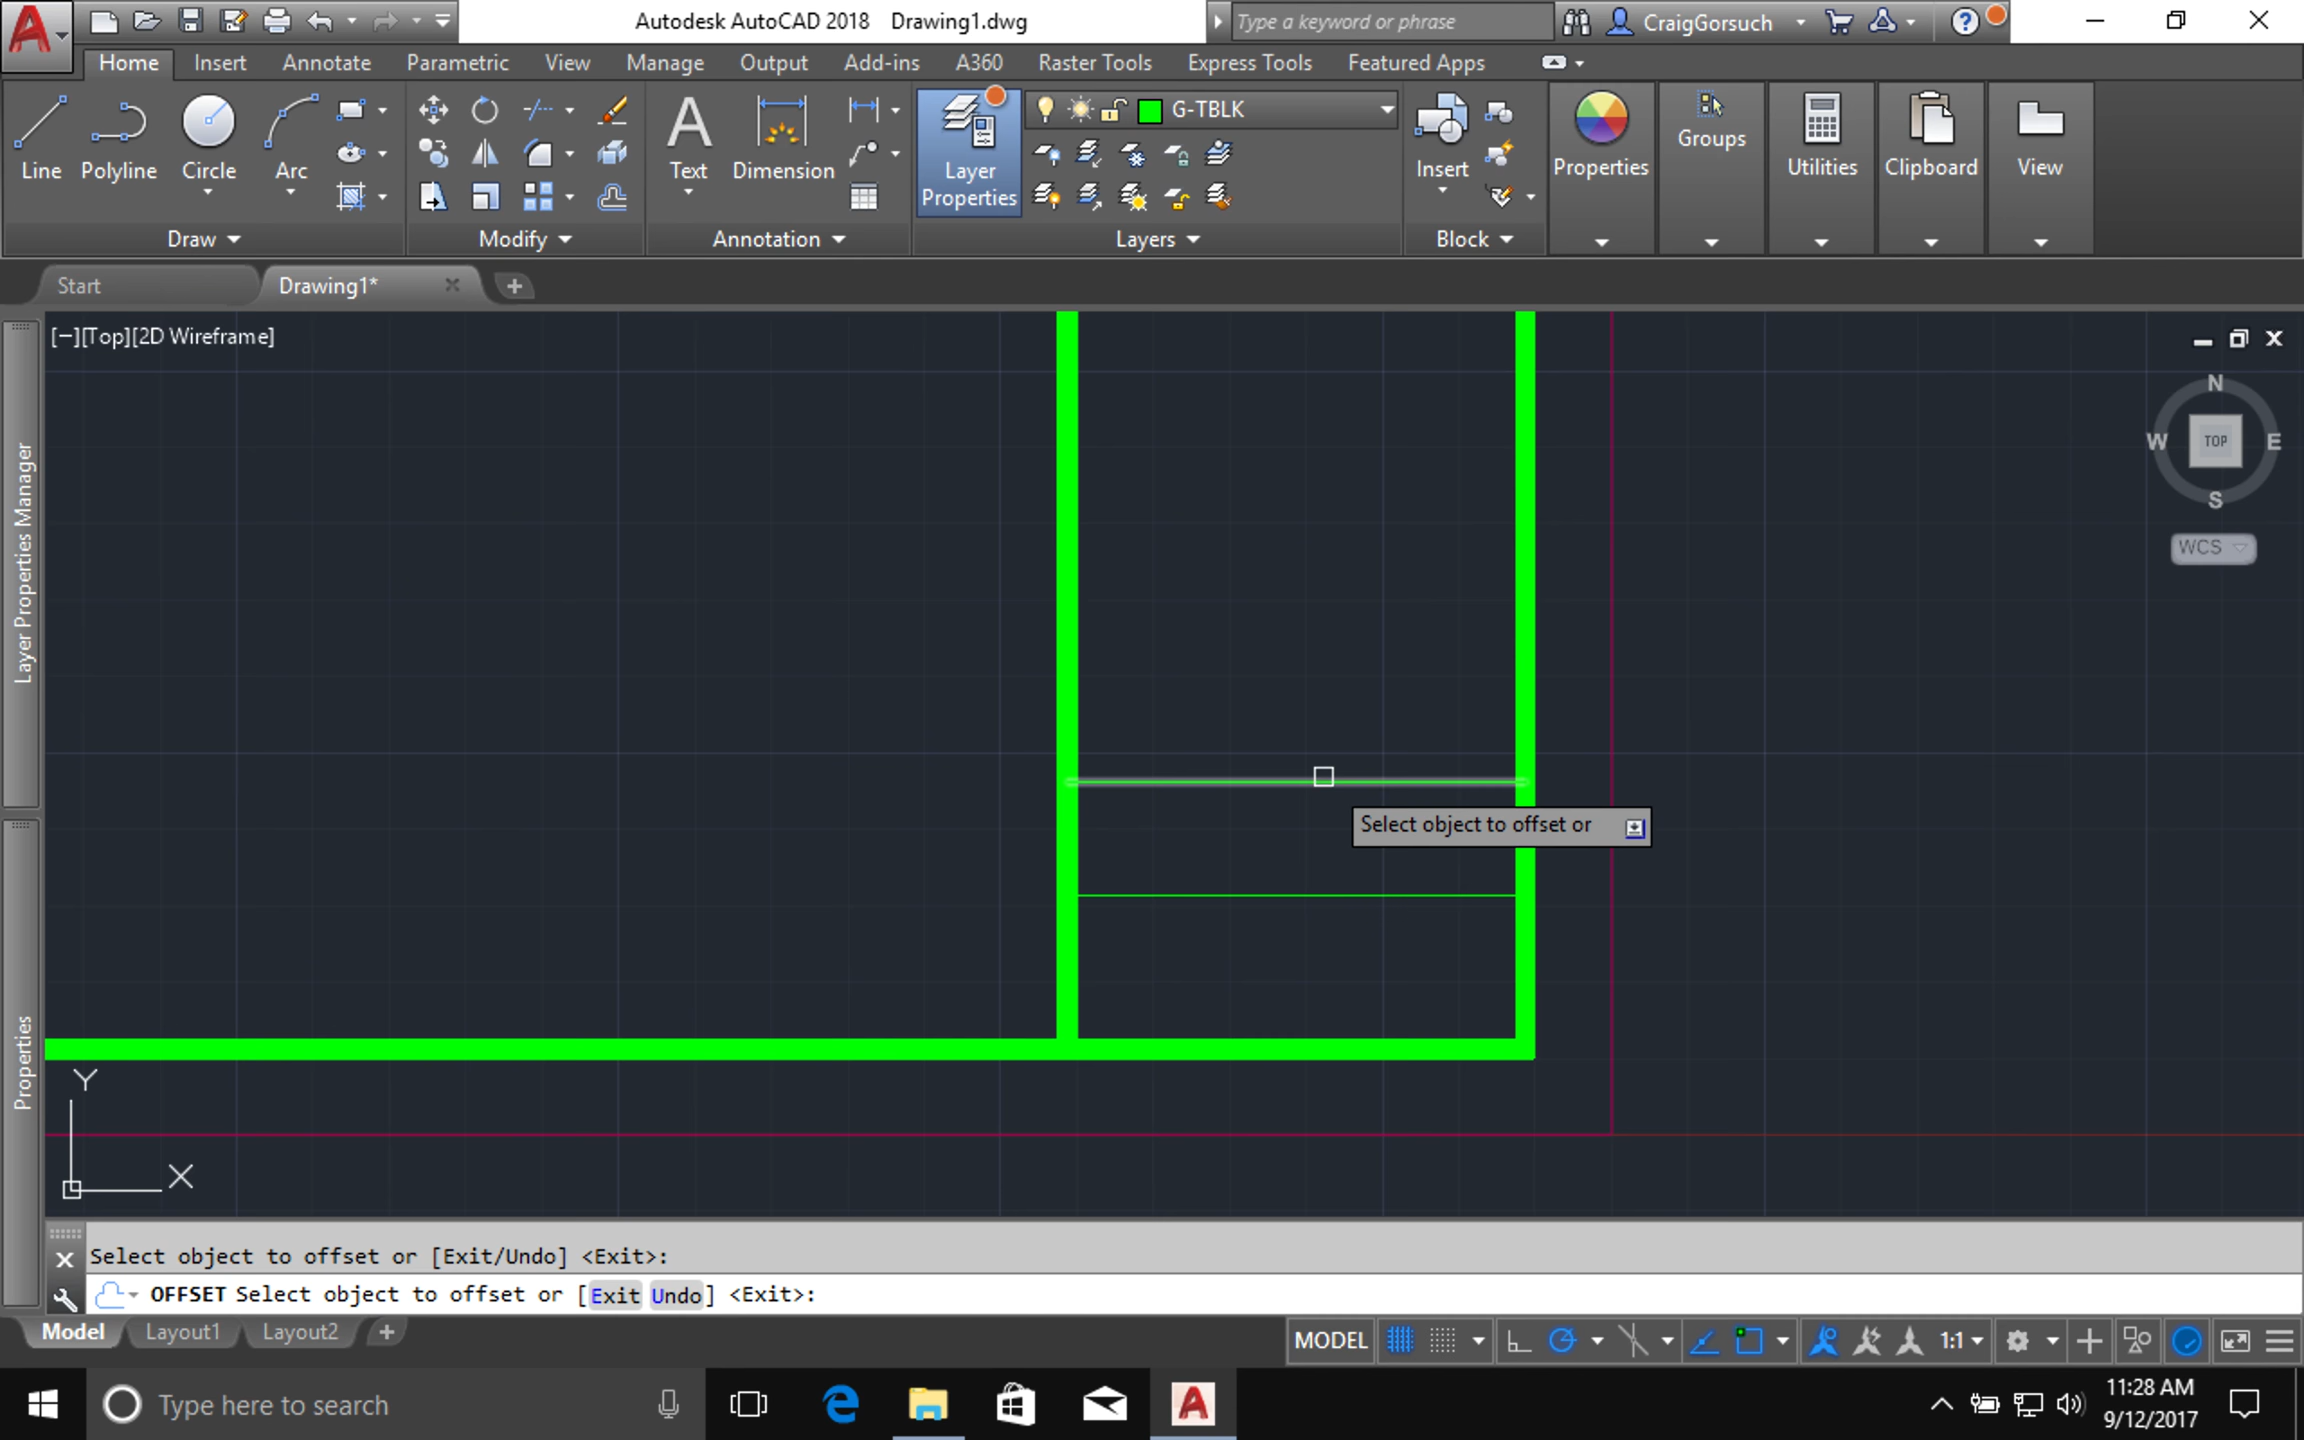 Autodesk AutoCAD 2018 Drawing1.dwg
Type a keyword or phrase
CraigGorsuch
Home Insert Annotate Parametric View Manage Output Add-ins A360 Raster Tools Express Tools Featured Apps
Line Polyline Circle Arc
Text Dimension
Layer Properties
G-TBLK
Insert
Properties
Groups
Utilities
Clipboard
View
Draw Modify Annotation Layers Block
Start Drawing1*
[−][Top][2D Wireframe]
N
W TOP E
S
WCS
Layer Properties Manager
Properties
Select object to offset or
Y
X
Select object to offset or [Exit/Undo] <Exit>:
OFFSET Select object to offset or [Exit Undo] <Exit>:
Model Layout1 Layout2
MODEL 1:1
Type here to search
11:28 AM
9/12/2017